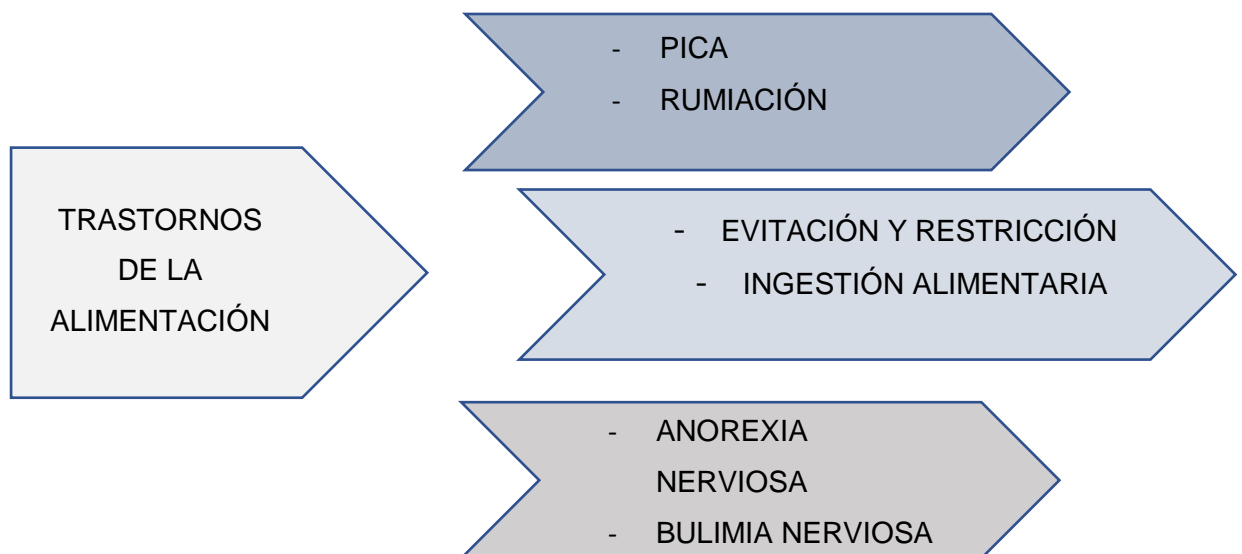 TRASTORNOS
DE LA
ALIMENTACIÓN
- PICA
- RUMIACIÓN
- EVITACIÓN Y RESTRICCIÓN
- INGESTIÓN ALIMENTARIA
- ANOREXIA
NERVIOSA
- BULIMIA NERVIOSA